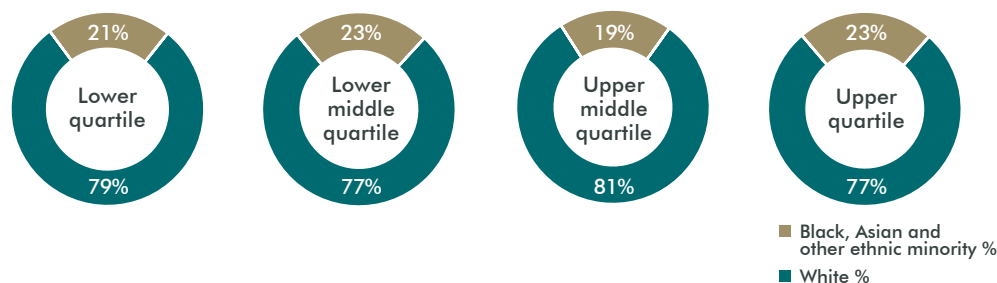 21%
Lower
quartile
79%
23%
Lower
middle
quartile
77%
19%
Upper
middle
quartile
81%
23%
Upper
quartile
77%
Black, Asian and
other ethnic minority %
White %